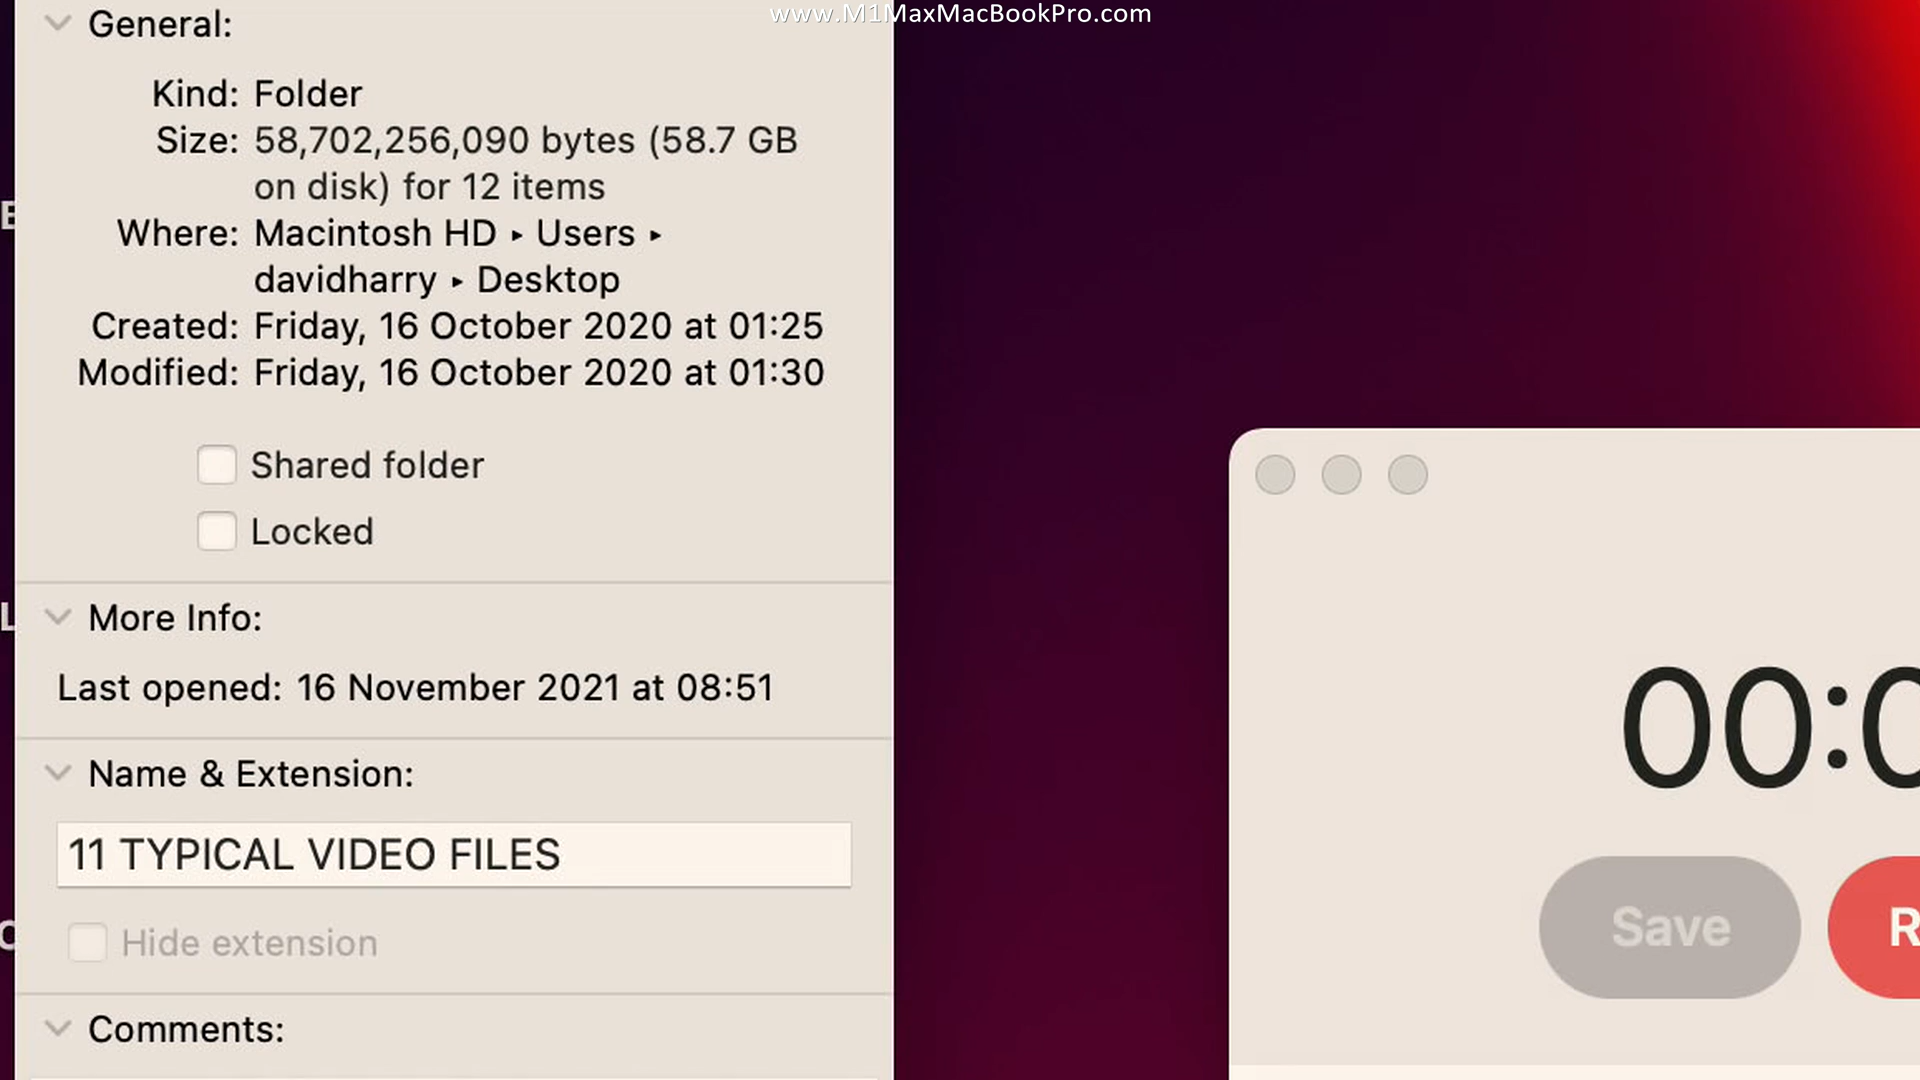 www.M1MaxMacBookPro.com
General:
Kind: Folder
Size: 58,702,256,090 bytes (58.7 GB
on disk) for 12 items
Where: Macintosh HD ▸ Users ▸
davidharry ▸ Desktop
Created: Friday, 16 October 2020 at 01:25
Modified: Friday, 16 October 2020 at 01:30
Shared folder
Locked
More Info:
Last opened: 16 November 2021 at 08:51
Name & Extension:
11 TYPICAL VIDEO FILES
Hide extension
Comments:
00:0
Save
R